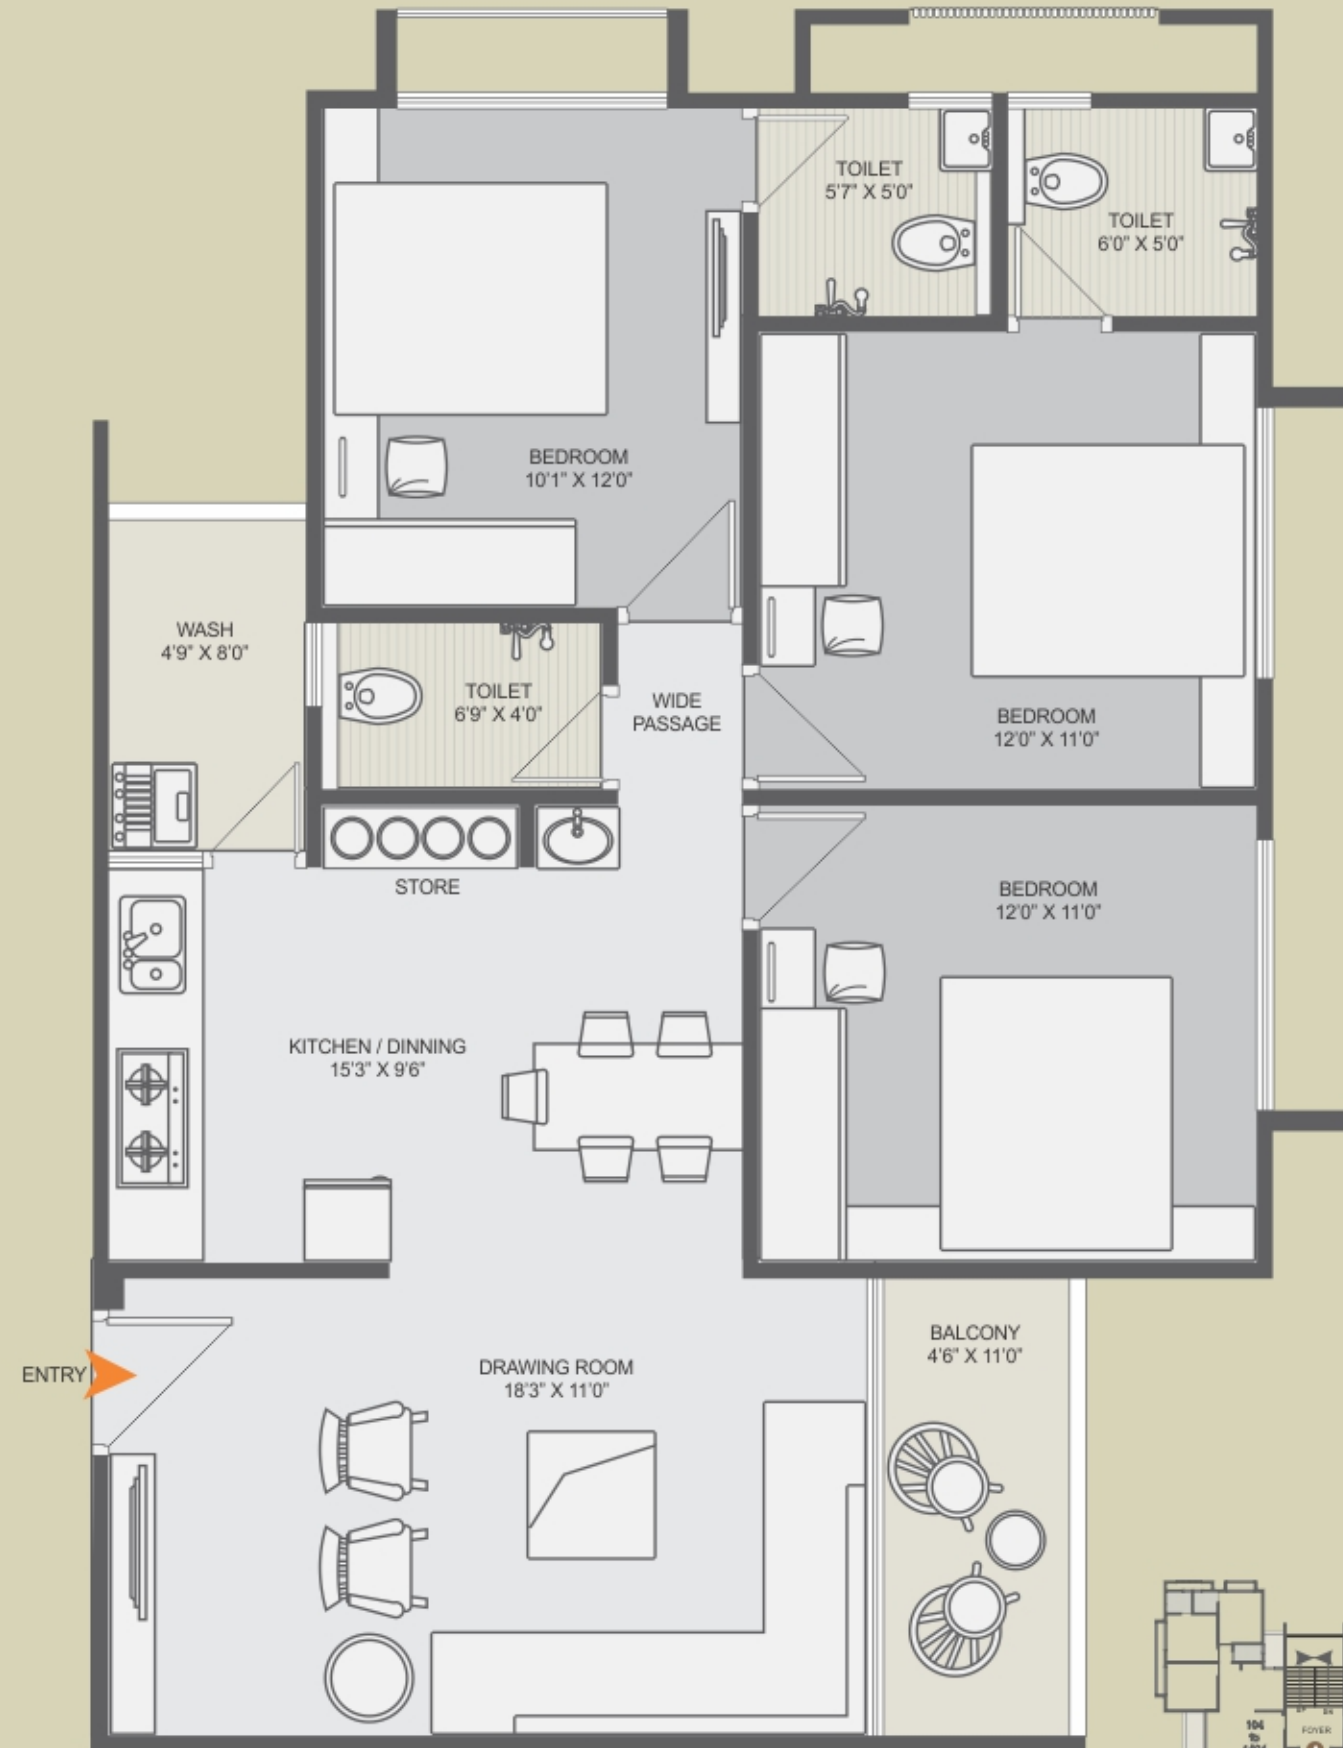 TOILET
5'7" X 5'0"
TOILET
6'0" X 5'0"
BEDROOM
10'1" X 12'0"
WASH
4'9" X 8'0"
TOILET
6'9" X 4'0"
WIDE
PASSAGE
BEDROOM
12'0" X 11'0"
STORE
BEDROOM
12'0" X 11'0"
KITCHEN / DINNING
15'3" X 9'6"
ENTRY
DRAWING ROOM
18'3" X 11'0"
BALCONY
4'6" X 11'0"
104
to
FOYER